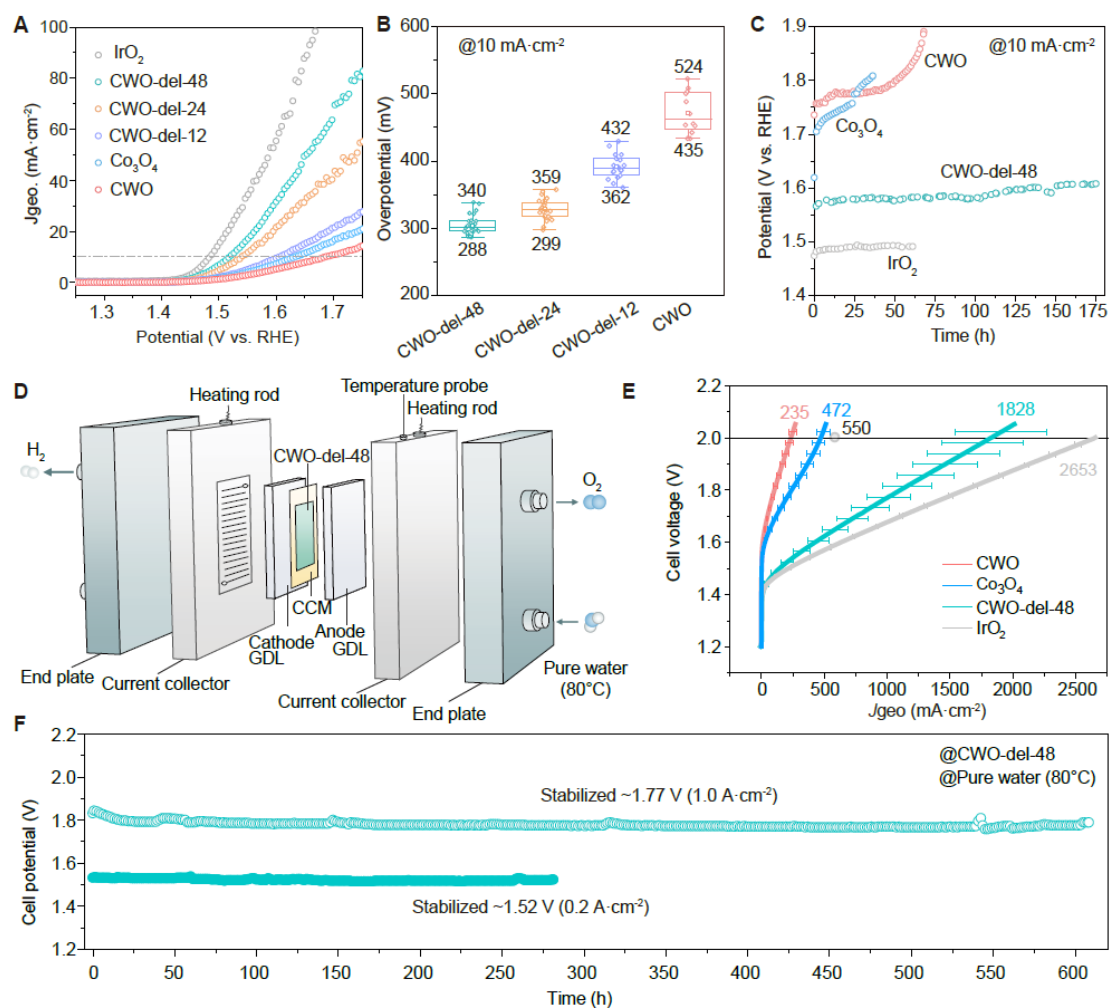 A
100
80
60
40
20
0
1.3
1.4
1.5
1.6
1.7
Jgeo. (mA·cm⁻²)
Potential (V vs. RHE)
IrO₂
CWO-del-48
CWO-del-24
CWO-del-12
Co₃O₄
CWO
B
600
500
400
300
200
Overpotential (mV)
@10 mA·cm⁻²
340
288
359
299
432
362
524
435
CWO-del-48
CWO-del-24
CWO-del-12
CWO
C
1.9
1.8
1.7
1.6
1.5
1.4
Potential (V vs. RHE)
@10 mA·cm⁻²
CWO
Co₃O₄
CWO-del-48
IrO₂
0
25
50
75
100
125
150
175
Time (h)
D
Heating rod
Temperature probe
Heating rod
CWO-del-48
H₂
O₂
CCM
Cathode
GDL
Anode
GDL
Pure water
(80°C)
End plate
Current collector
Current collector
End plate
E
2.2
2.0
1.8
1.6
1.4
1.2
Cell voltage (V)
235
472
550
1828
2653
CWO
Co₃O₄
CWO-del-48
IrO₂
0
500
1000
1500
2000
2500
Jgeo (mA·cm⁻²)
F
2.2
2.0
1.8
1.6
1.4
1.2
Cell potential (V)
@CWO-del-48
@Pure water (80°C)
Stabilized ~1.77 V (1.0 A·cm⁻²)
Stabilized ~1.52 V (0.2 A·cm⁻²)
0
50
100
150
200
250
300
350
400
450
500
550
600
Time (h)